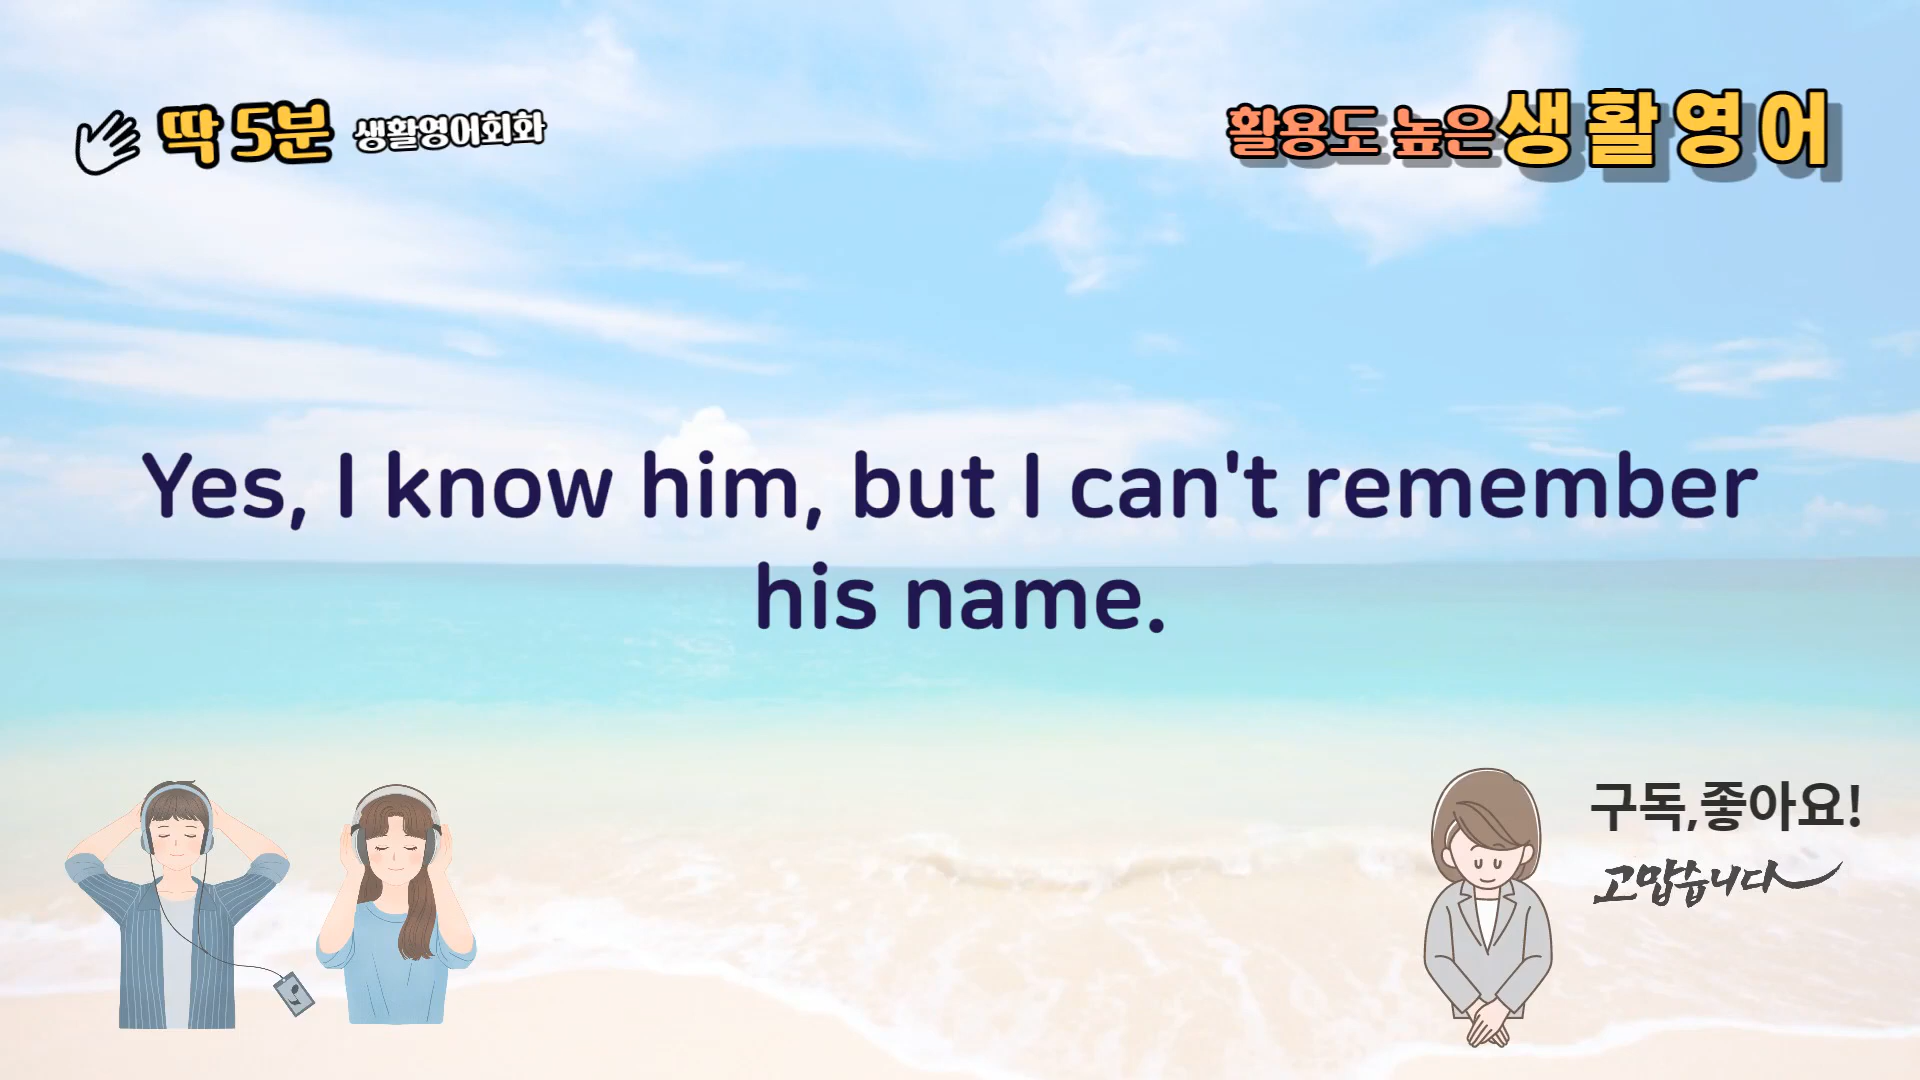 딱 5분 생활영어회화
활용도 높은 생활영어
Yes, I know him, but I can't remember
his name.
구독,좋아요!
고맙습니다